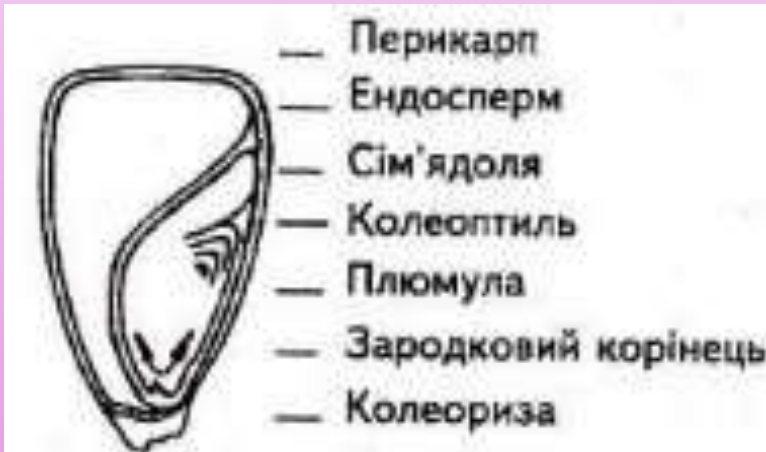 Перикарп
Ендосперм
Сім'ядоля
Колеоптиль
Плюмула
Зародковий корінець
Колеориза